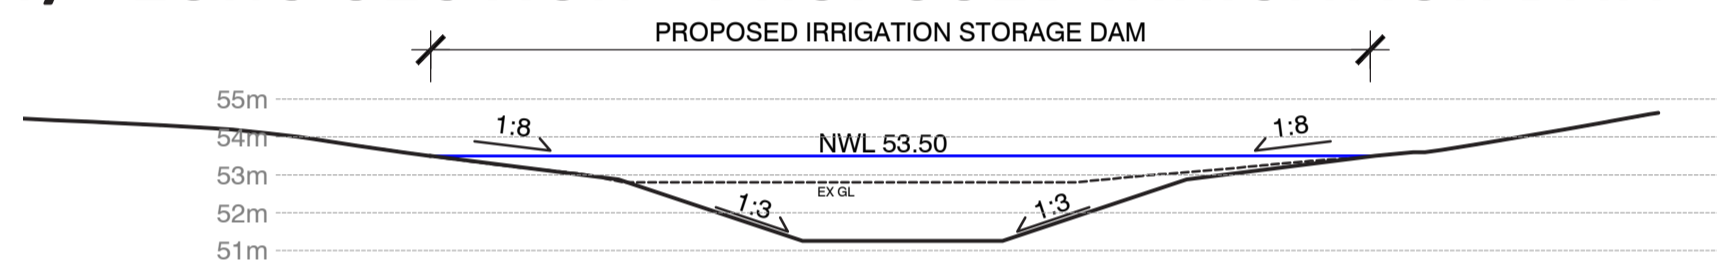 PROPOSED IRRIGATION STORAGE DAM
55m
1:8
1:8
54m
NWL 53.50
53m
EX GL
1:3
1:3
52m
51m